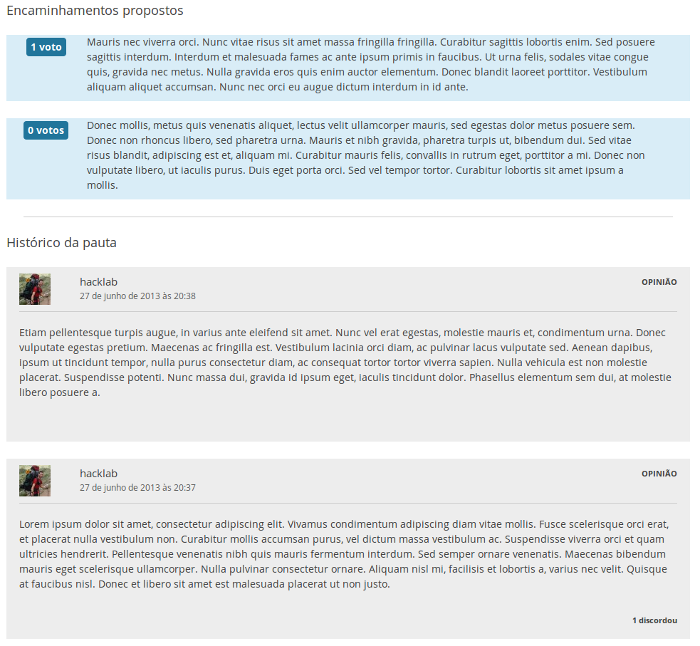 Encaminhamentos propostos
1 voto
Mauris nec viverra orci. Nunc vitae risus sit amet massa fringilla fringilla. Curabitur sagittis lobortis enim. Sed posuere
sagittis interdum. Interdum et malesuada fames ac ante ipsum primis in faucibus. Ut urna felis, sodales vitae congue
quis, gravida nec metus. Nulla gravida eros quis enim auctor elementum. Donec blandit laoreet porttitor. Vestibulum
aliquam aliquet accumsan. Nunc nec orci eu augue dictum interdum in id ante.
0 votos
Donec mollis, metus quis venenatis aliquet, lectus velit ullamcorper mauris, sed egestas dolor metus posuere sem.
Donec non rhoncus libero, sed pharetra urna. Mauris et nibh gravida, pharetra turpis ut, bibendum dui. Sed vitae
risus blandit, adipiscing est et, aliquam mi. Curabitur mauris felis, convallis in rutrum eget, porttitor a mi. Donec non
vulputate libero, ut iaculis purus. Duis eget porta orci. Sed vel tempor tortor. Curabitur lobortis sit amet ipsum a
mollis.
Histórico da pauta
hacklab
OPINIÃO
27 de junho de 2013 às 20:38
Etiam pellentesque turpis augue, in varius ante eleifend sit amet. Nunc vel erat egestas, molestie mauris et, condimentum urna. Donec
vulputate egestas pretium. Maecenas ac fringilla est. Vestibulum lacinia orci diam, ac pulvinar lacus vulputate sed. Aenean dapibus,
ipsum ut tincidunt tempor, nulla purus consectetur diam, ac consequat tortor tortor viverra sapien. Nulla vehicula est non molestie
placerat. Suspendisse potenti. Nunc massa dui, gravida id ipsum eget, iaculis tincidunt dolor. Phasellus elementum sem dui, at molestie
libero posuere a.
hacklab
OPINIÃO
27 de junho de 2013 às 20:37
Lorem ipsum dolor sit amet, consectetur adipiscing elit. Vivamus condimentum adipiscing diam vitae mollis. Fusce scelerisque orci erat,
et placerat nulla vestibulum non. Curabitur mollis accumsan purus, vel dictum massa vestibulum ac. Suspendisse viverra orci et quam
ultricies hendrerit. Pellentesque venenatis nibh quis mauris fermentum interdum. Sed semper ornare venenatis. Maecenas bibendum
mauris eget scelerisque ullamcorper. Nulla pulvinar consectetur ornare. Aliquam nisl mi, facilisis et lobortis a, varius nec velit. Quisque
at faucibus nisl. Donec et libero sit amet est malesuada placerat ut non justo.
1 discordou